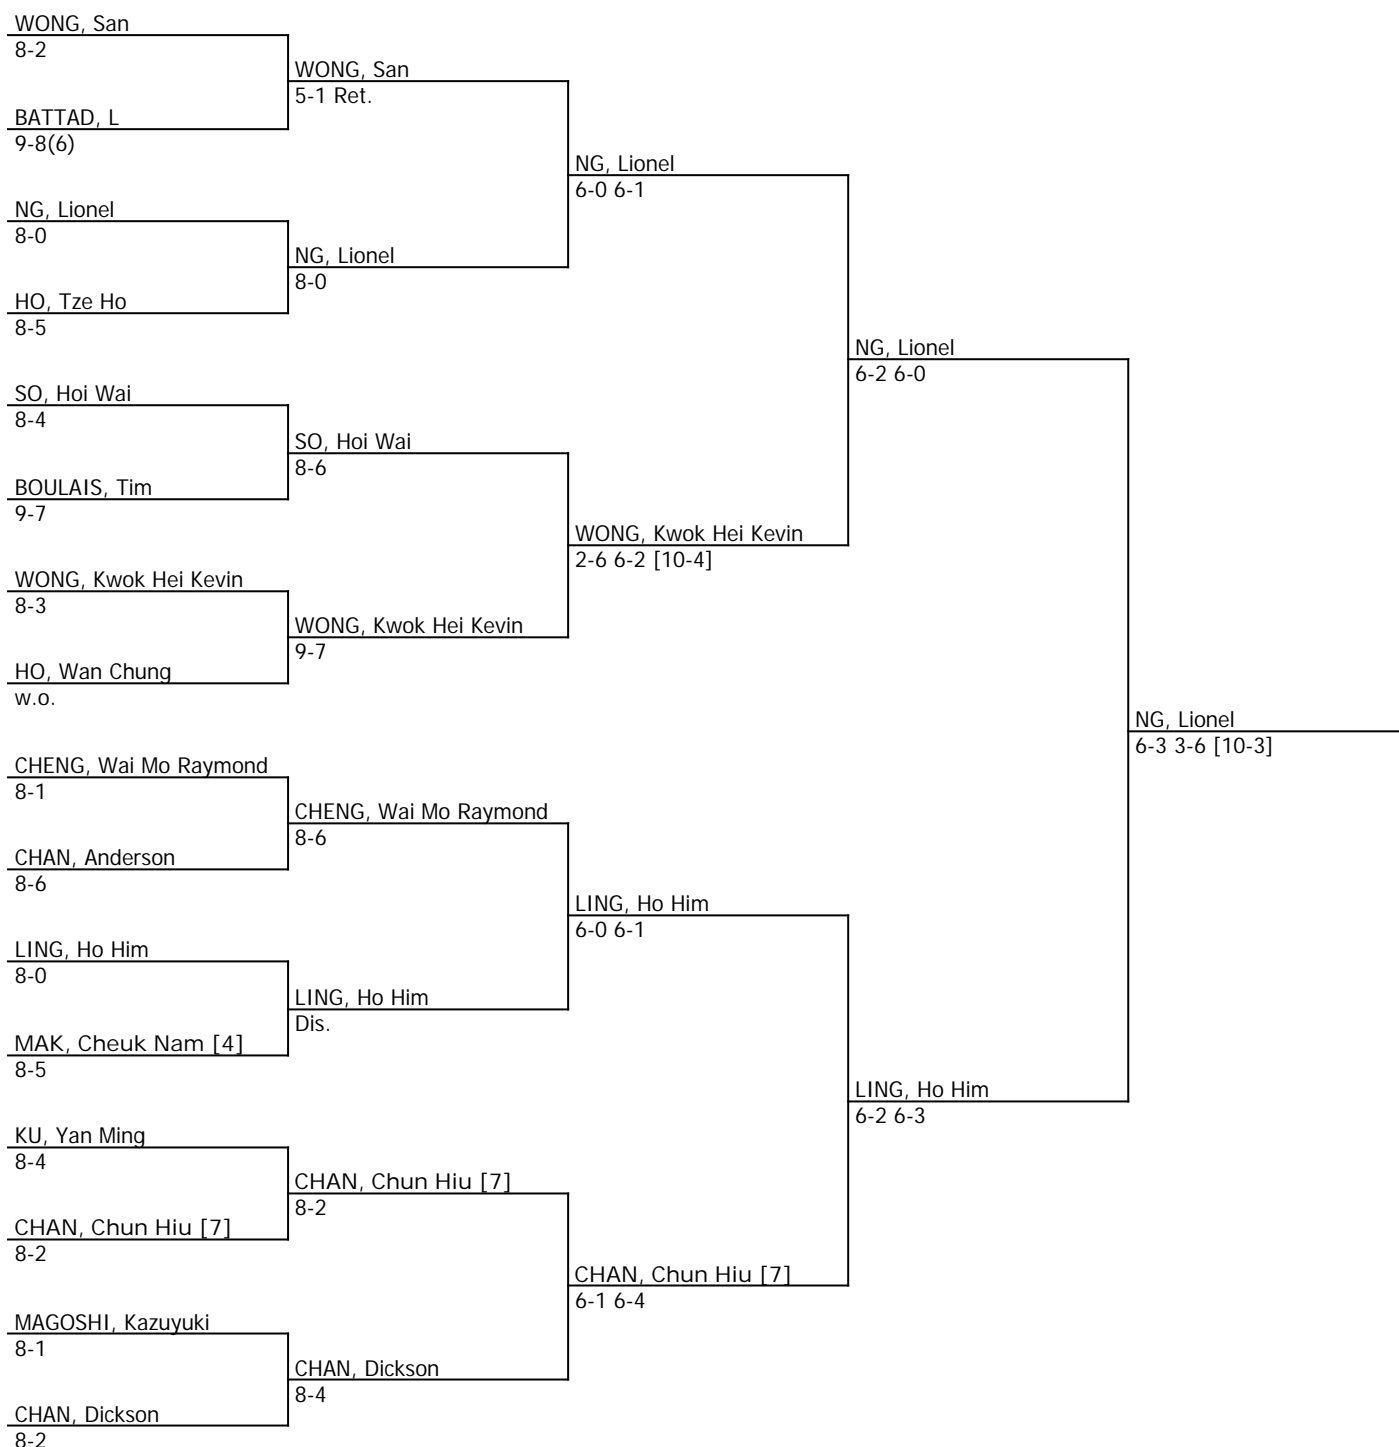 WONG, San
8-2
BATTAD, L
9-8(6)
NG, Lionel
8-0
HO, Tze Ho
8-5
SO, Hoi Wai
8-4
BOULAIS, Tim
9-7
WONG, Kwok Hei Kevin
8-3
HO, Wan Chung
w.o.
CHENG, Wai Mo Raymond
8-1
CHAN, Anderson
8-6
LING, Ho Him
8-0
MAK, Cheuk Nam [4]
8-5
KU, Yan Ming
8-4
CHAN, Chun Hiu [7]
8-2
MAGOSHI, Kazuyuki
8-1
CHAN, Dickson
8-2
WONG, San
5-1 Ret.
NG, Lionel
8-0
SO, Hoi Wai
8-6
WONG, Kwok Hei Kevin
9-7
CHENG, Wai Mo Raymond
8-6
LING, Ho Him
Dis.
CHAN, Chun Hiu [7]
8-2
CHAN, Dickson
8-4
NG, Lionel
6-0 6-1
WONG, Kwok Hei Kevin
2-6 6-2 [10-4]
LING, Ho Him
6-0 6-1
CHAN, Chun Hiu [7]
6-1 6-4
NG, Lionel
6-2 6-0
LING, Ho Him
6-2 6-3
NG, Lionel
6-3 3-6 [10-3]